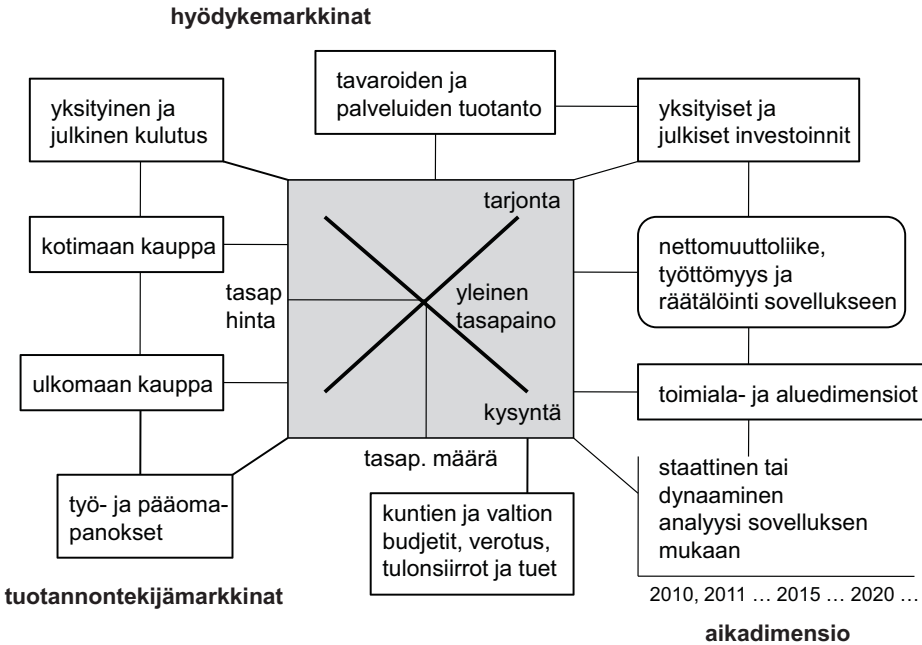 hyödykemarkkinat
yksityinen ja
julkinen kulutus
tavaroiden ja
palveluiden tuotanto
yksityiset ja
julkiset investoinnit
kotimaan kauppa
ulkomaan kauppa
työ- ja pääoma-
panokset
tuotannontekijämarkkinat
tarjonta
tasap
hinta
yleinen
tasapaino
kysyntä
tasap. määrä
kuntien ja valtion
budjetit, verotus,
tulonsiirrot ja tuet
nettomuuttoliike,
työttömyys ja
räätälöinti sovellukseen
toimiala- ja aluedimensiot
staattinen tai
dynaaminen
analyysi sovelluksen
mukaan
2010, 2011 … 2015 … 2020 …
aikadimensio